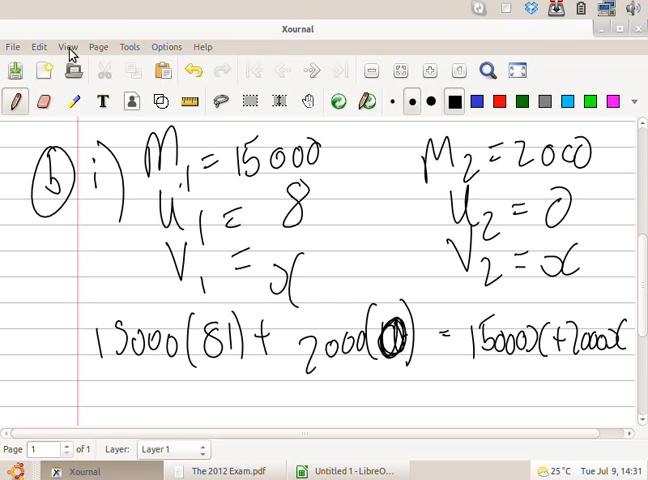 Xournal
File Edit View Page Tools Options Help
T
b i) M1 = 15000 M2 = 2000
u1 = 8 u2 = 0
V1 = x V2 = x
15000(81) + 2000(0) = 15000x + 2000x
Page 1 of 1 Layer: Layer 1
Xournal The 2012 Exam.pdf Untitled 1 - LibreO... 25 °C Tue Jul 9, 14:31